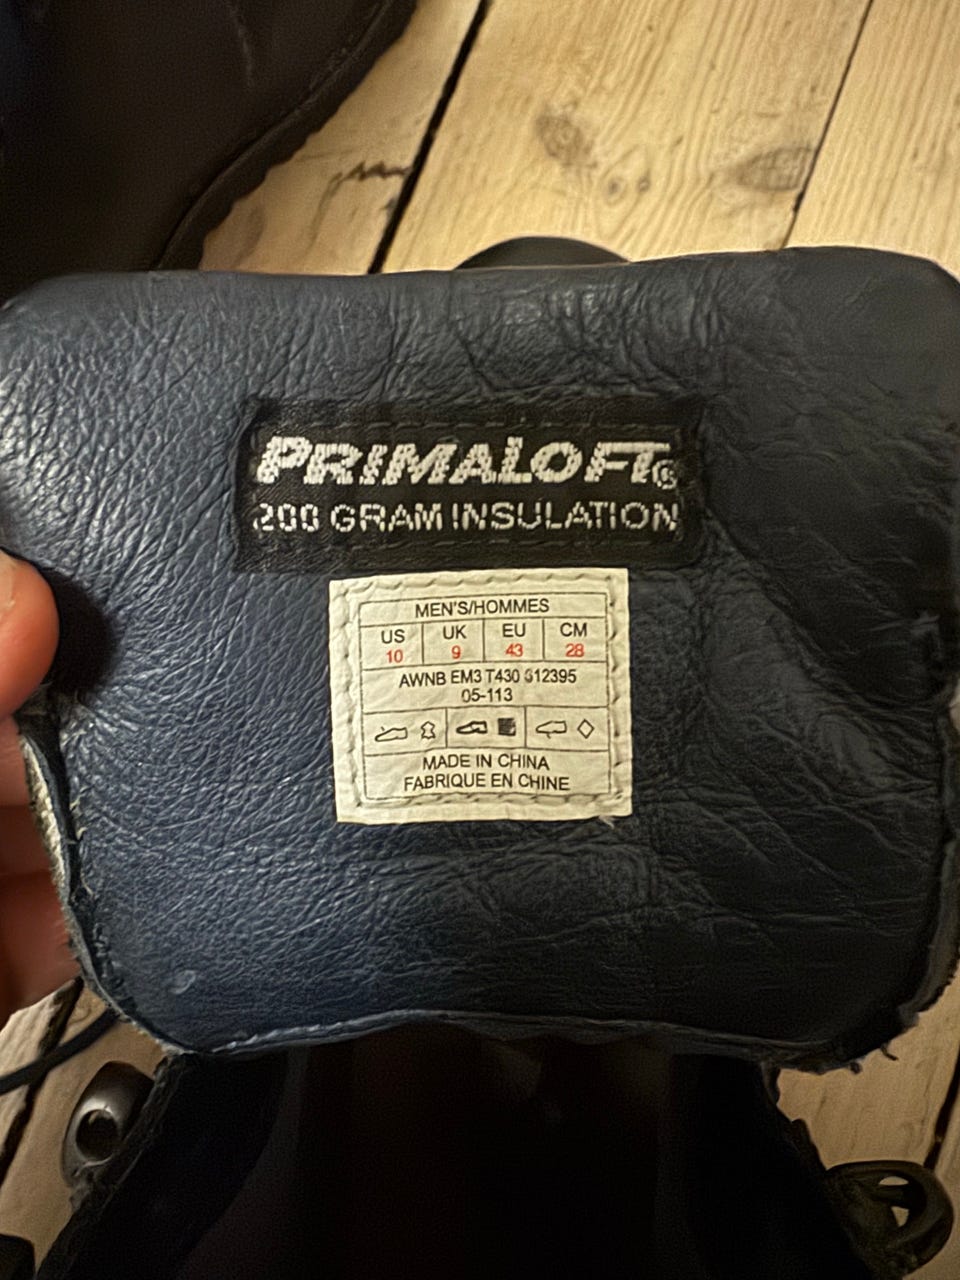 PRIMALOFT®
200 GRAM INSULATION
MEN'S/HOMMES
US UK EU CM
10 9 43 28
AWNB EM3 T430 312395
05-113
MADE IN CHINA
FABRIQUE EN CHINE